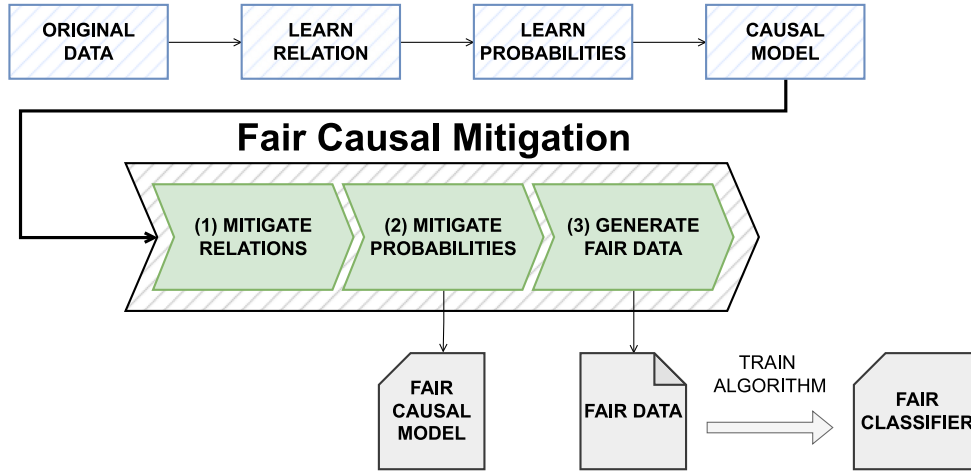 ORIGINAL
DATA
LEARN
RELATION
LEARN
PROBABILITIES
CAUSAL
MODEL
Fair Causal Mitigation
(1) MITIGATE
RELATIONS
(2) MITIGATE
PROBABILITIES
(3) GENERATE
FAIR DATA
FAIR
CAUSAL
MODEL
FAIR DATA
TRAIN
ALGORITHM
FAIR
CLASSIFIER